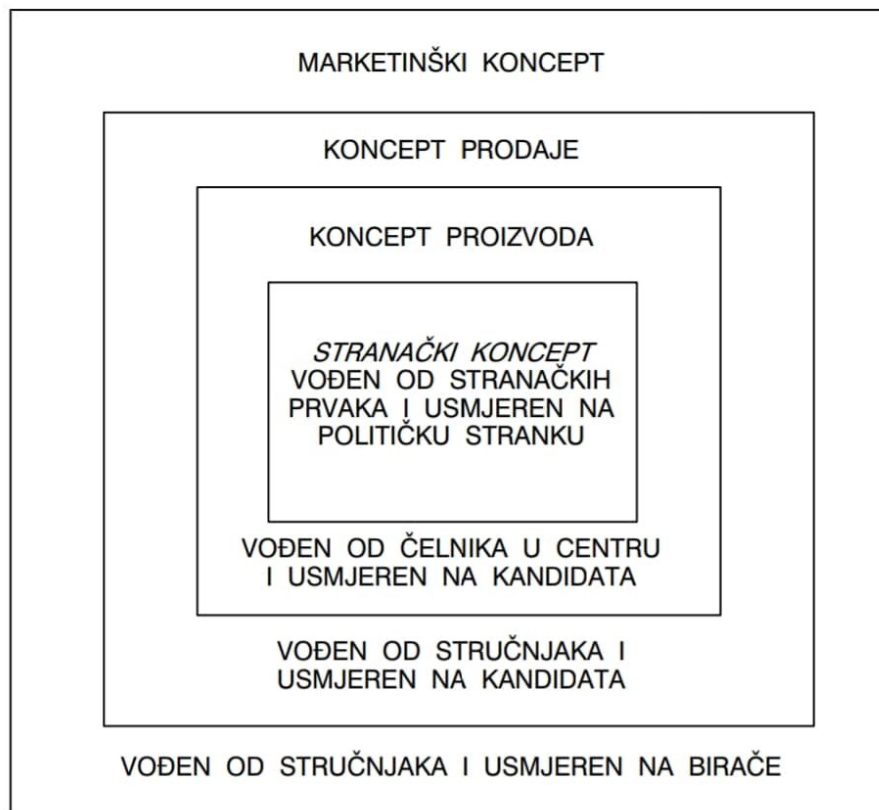 MARKETINŠKI KONCEPT
KONCEPT PRODAJE
KONCEPT PROIZVODA
STRANAČKI KONCEPT
VOĐEN OD STRANAČKIH
PRVAKA I USMJEREN NA
POLITIČKU STRANKU
VOĐEN OD ČELNIKA U CENTRU
I USMJEREN NA KANDIDATA
VOĐEN OD STRUČNJAKA I
USMJEREN NA KANDIDATA
VOĐEN OD STRUČNJAKA I USMJEREN NA BIRAČE